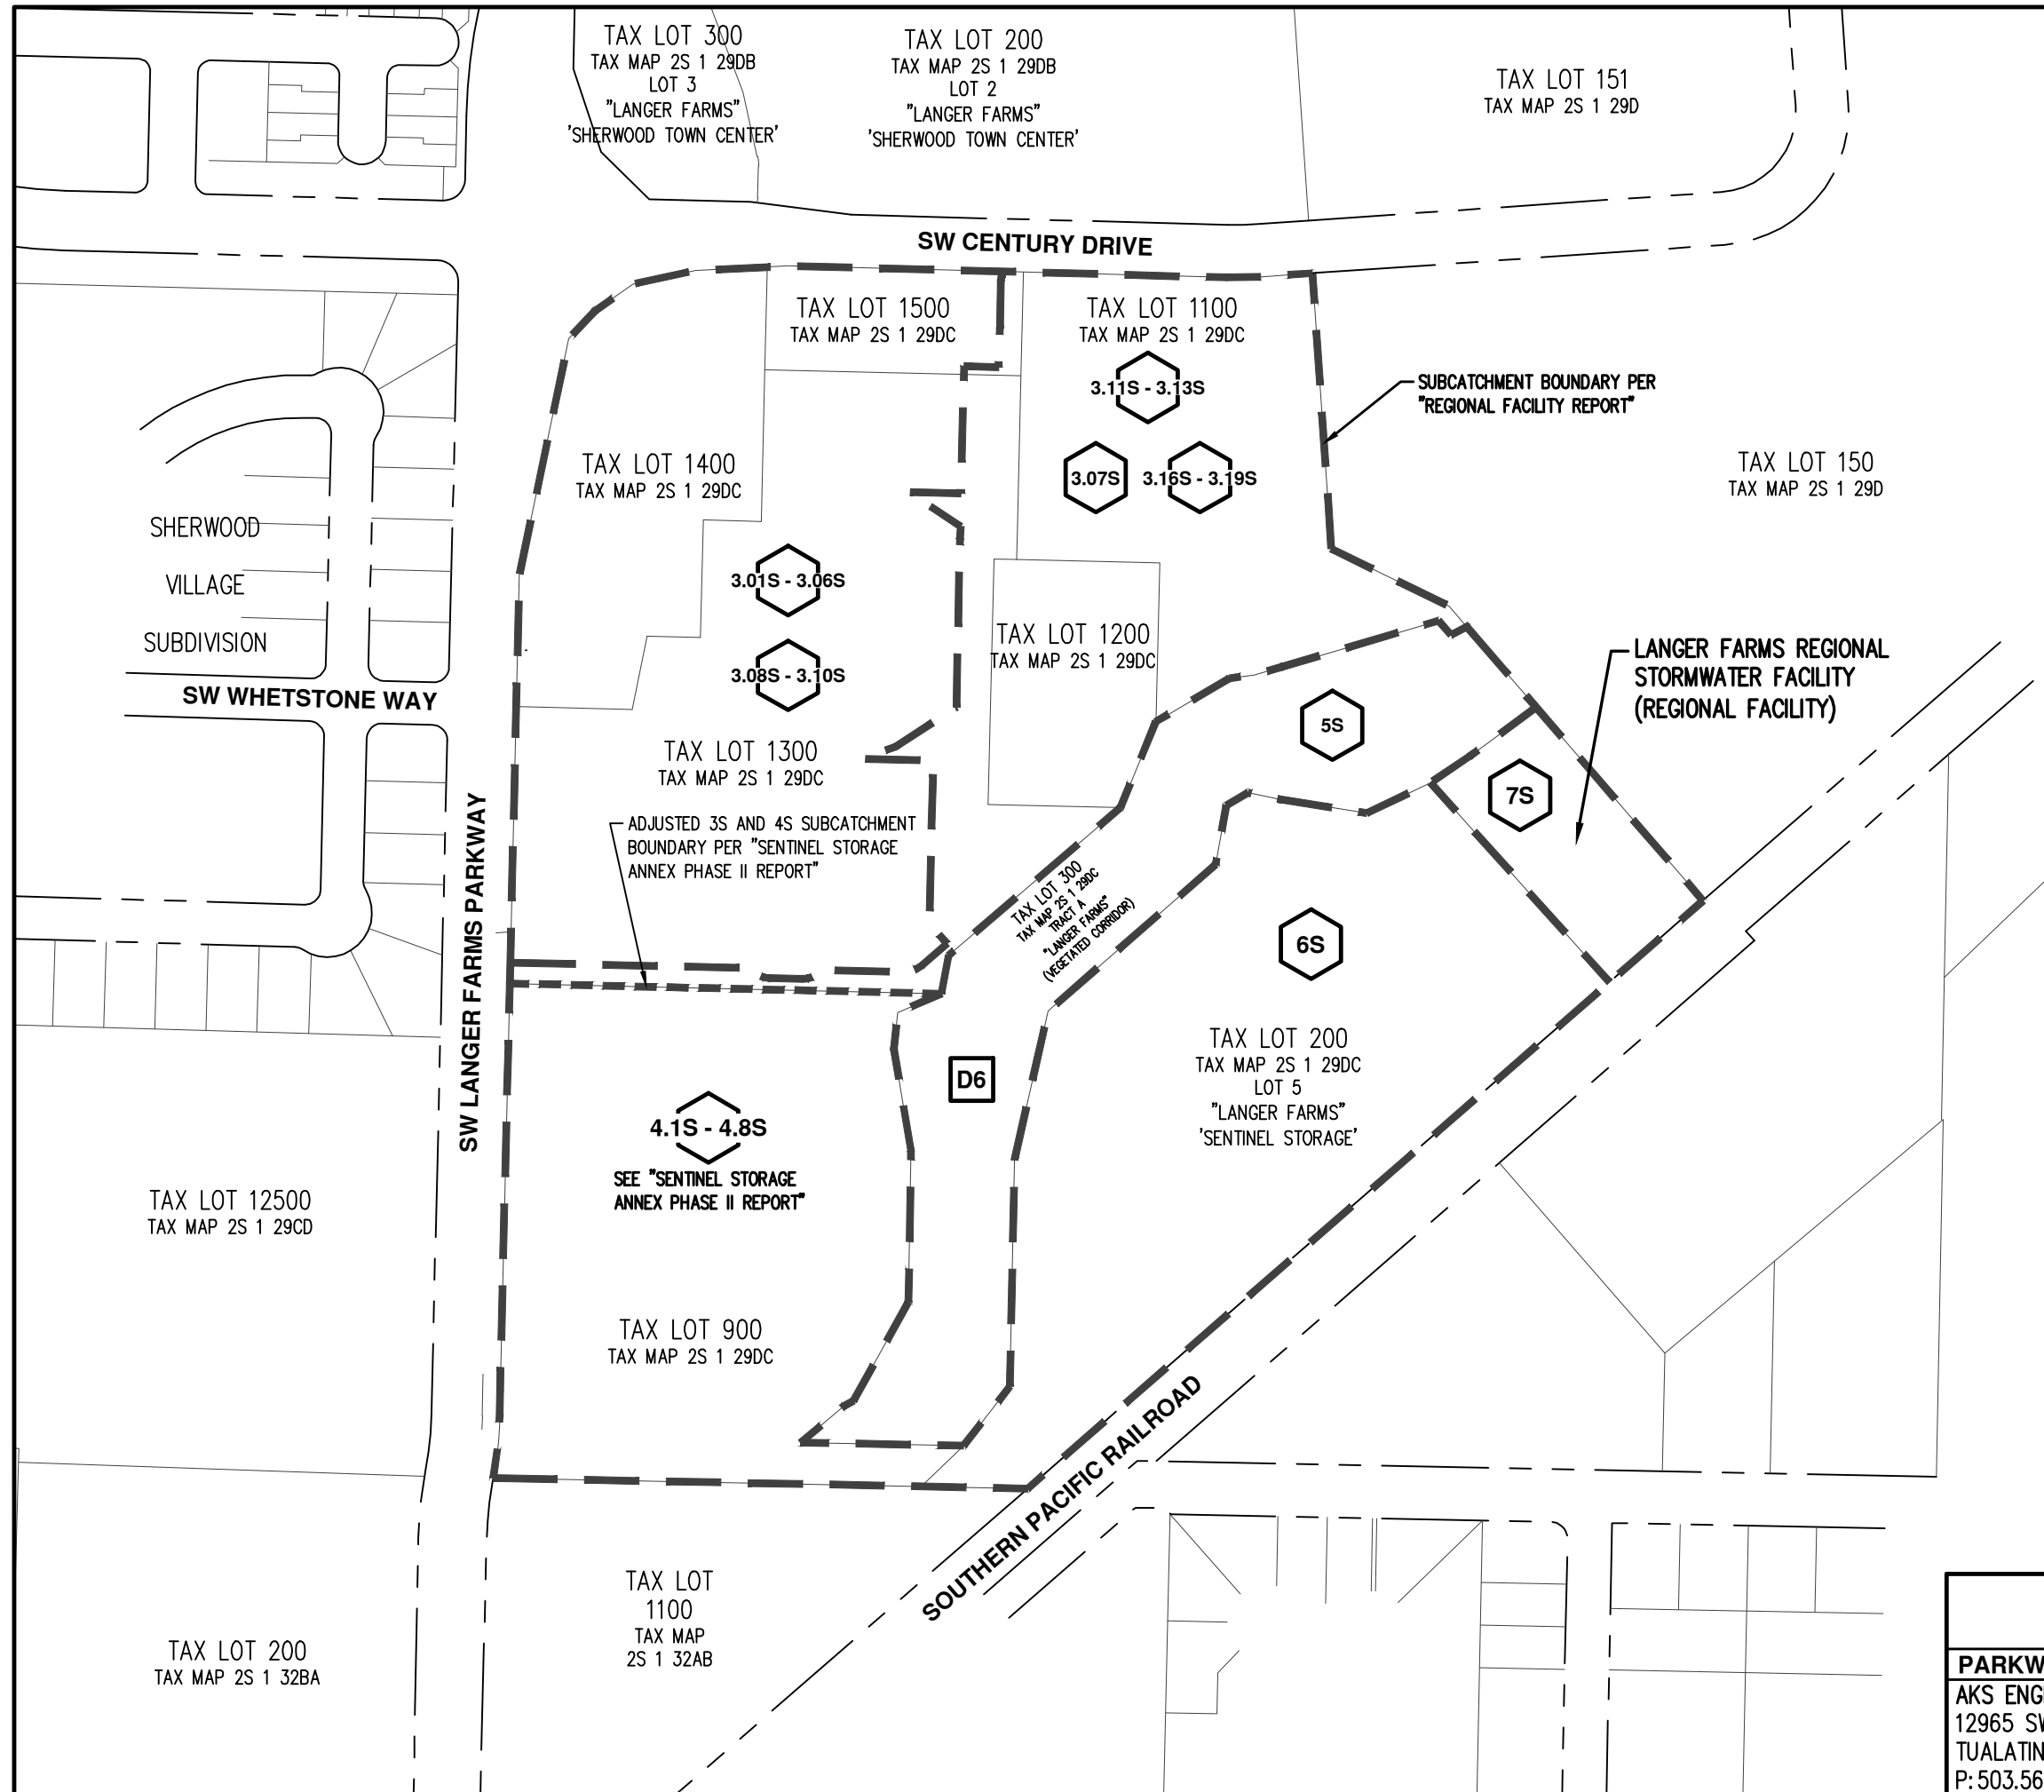 TAX LOT 300
TAX MAP 2S 1 29DB
LOT 3
"LANGER FARMS"
'SHERWOOD TOWN CENTER'
TAX LOT 200
TAX MAP 2S 1 29DB
LOT 2
"LANGER FARMS"
'SHERWOOD TOWN CENTER'
TAX LOT 151
TAX MAP 2S 1 29D
SW CENTURY DRIVE
TAX LOT 1500
TAX MAP 2S 1 29DC
TAX LOT 1100
TAX MAP 2S 1 29DC
3.11S - 3.13S
3.07S
3.16S - 3.19S
SUBCATCHMENT BOUNDARY PER
"REGIONAL FACILITY REPORT"
TAX LOT 150
TAX MAP 2S 1 29D
TAX LOT 1400
TAX MAP 2S 1 29DC
SHERWOOD
VILLAGE
SUBDIVISION
3.01S - 3.06S
3.08S - 3.10S
TAX LOT 1200
TAX MAP 2S 1 29DC
LANGER FARMS REGIONAL
STORMWATER FACILITY
(REGIONAL FACILITY)
SW WHETSTONE WAY
5S
7S
TAX LOT 1300
TAX MAP 2S 1 29DC
ADJUSTED 3S AND 4S SUBCATCHMENT
BOUNDARY PER "SENTINEL STORAGE
ANNEX PHASE II REPORT"
SW LANGER FARMS PARKWAY
TAX LOT 300
TAX MAP 2S 1 29DC
TRACT A
"LANGER FARMS"
(VEGETATED CORRIDOR)
6S
D6
TAX LOT 200
TAX MAP 2S 1 29DC
LOT 5
"LANGER FARMS"
'SENTINEL STORAGE'
4.1S - 4.8S
SEE "SENTINEL STORAGE
ANNEX PHASE II REPORT"
TAX LOT 12500
TAX MAP 2S 1 29CD
TAX LOT 900
TAX MAP 2S 1 29DC
SOUTHERN PACIFIC RAILROAD
TAX LOT
1100
TAX MAP
2S 1 32AB
TAX LOT 200
TAX MAP 2S 1 32BA
PARKW
AKS ENG
12965 SW
TUALATIN
P: 503.56